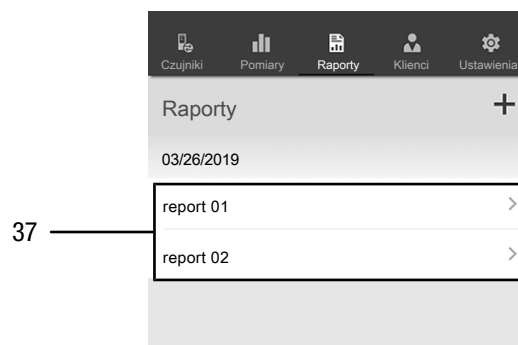 Czujniki Pomiary Raporty Klienci Ustawienia
Raporty +
03/26/2019
report 01
37
report 02